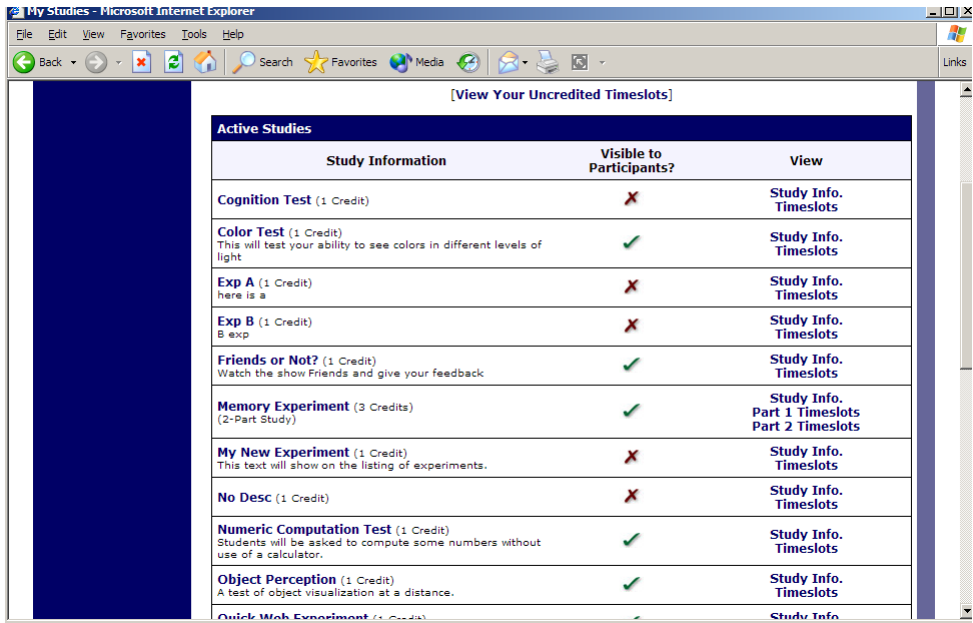 My Studies - Microsoft Internet Explorer
File Edit View Favorites Tools Help
Back Search Favorites Media Links
[View Your Uncredited Timeslots]
Active Studies
Study Information Visible to Participants? View
Cognition Test (1 Credit) Study Info.
Timeslots
Color Test (1 Credit) Study Info.
This will test your ability to see colors in different levels of Timeslots
light
Exp A (1 Credit) Study Info.
here is a Timeslots
Exp B (1 Credit) Study Info.
B exp Timeslots
Friends or Not? (1 Credit) Study Info.
Watch the show Friends and give your feedback Timeslots
Study Info.
Memory Experiment (3 Credits) Part 1 Timeslots
(2-Part Study) Part 2 Timeslots
My New Experiment (1 Credit) Study Info.
This text will show on the listing of experiments. Timeslots
No Desc (1 Credit) Study Info.
Timeslots
Numeric Computation Test (1 Credit)
Students will be asked to compute some numbers without Study Info.
use of a calculator. Timeslots
Object Perception (1 Credit) Study Info.
A test of object visualization at a distance. Timeslots
Quick Web Experiment (1 Credit) Study Info.